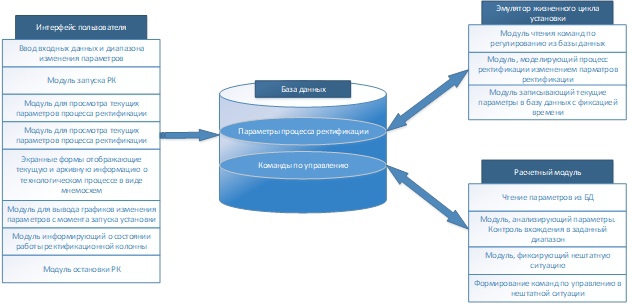 Интерфейс пользователя
Ввод входных данных и диапазона
изменения параметров
Модуль запуска РК
Модуль для просмотра текущих
параметров процесса ректификации
Модуль для просмотра текущих
параметров процесса ректификации
Экранные формы отображающие
текущую и архивную информацию о
технологическом процессе в виде
мнемосхем
Модуль для вывода графиков изменения
параметров с момента запуска установки
Модуль информирующий о состоянии
работы ректификационной колонны
Модуль остановки РК
База данных
Параметры процесса ректификации
Команды по управлению
Эмулятор жизненного цикла
установки
Модуль чтения команд по
регулированию из базы данных
Модуль, моделирующий процесс
ректификации изменением парматров
ректификации
Модуль записывающий текущие
параметры в базу данных с фиксацией
времени
Расчетный модуль
Чтение параметров из БД
Модуль, анализирующий параметры.
Контроль вхождения в заданный
диапазон
Модуль, фиксирующий нештатную
ситуацию
Формирование команд по управлению в
нештатной ситуации